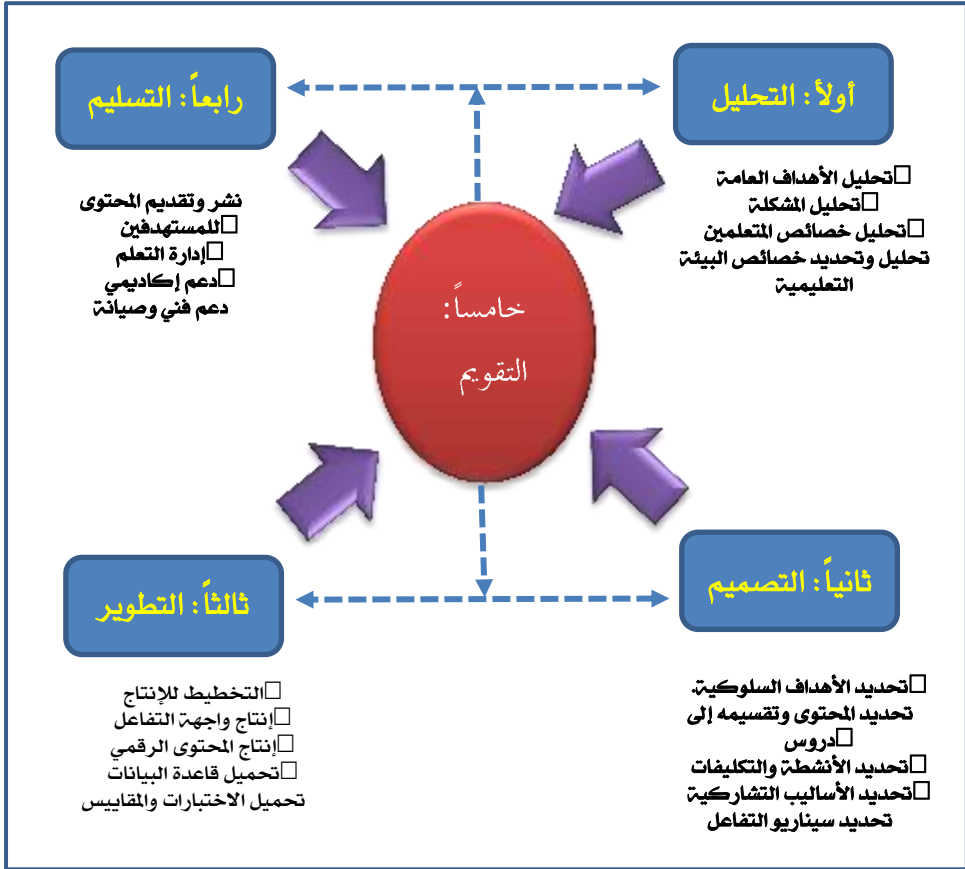 أولاً: التحليل
□تحليل الأهداف العامة
□تحليل المشكلة
□تحليل خصائص المتعلمين
تحليل وتحديد خصائص البيئة
التعليمية
رابعاً: التسليم
نشر وتقديم المحتوى
□للمستهدفين
□إدارة التعلم
□دعم إكاديمي
دعم فني وصيانة
خامساً:
التقويم
ثانياً: التصميم
□تحديد الأهداف السلوكية.
تحديد المحتوى وتقسيمه إلى
□دروس
□تحديد الأنشطة والتكليفات
□تحديد الأساليب التشاركية
تحديد سيناريو التفاعل
ثالثاً: التطوير
□التخطيط للإنتاج
□إنتاج واجهة التفاعل
□إنتاج المحتوى الرقمي
□تحميل قاعدة البيانات
تحميل الاختبارات والمقاييس